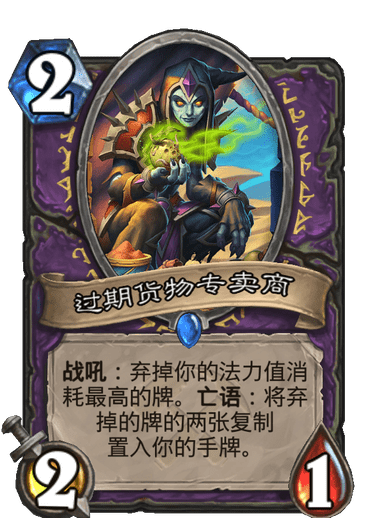 2
过期货物专卖商
战吼：弃掉你的法力值消
耗最高的牌。亡语：将弃
掉的牌的两张复制
置入你的手牌。
2
1